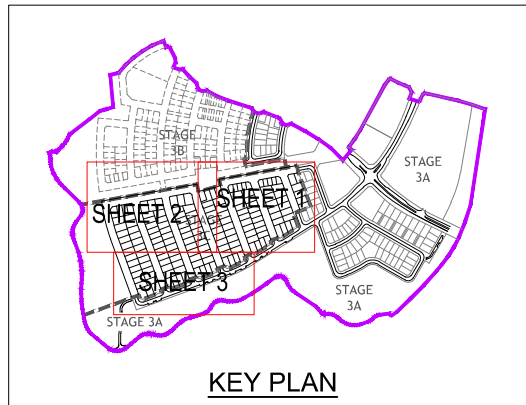 STAGE
3B
STAGE
3A
SHEET 1
SHEET 2
SHEET 3
STAGE
3A
STAGE 3A
KEY PLAN